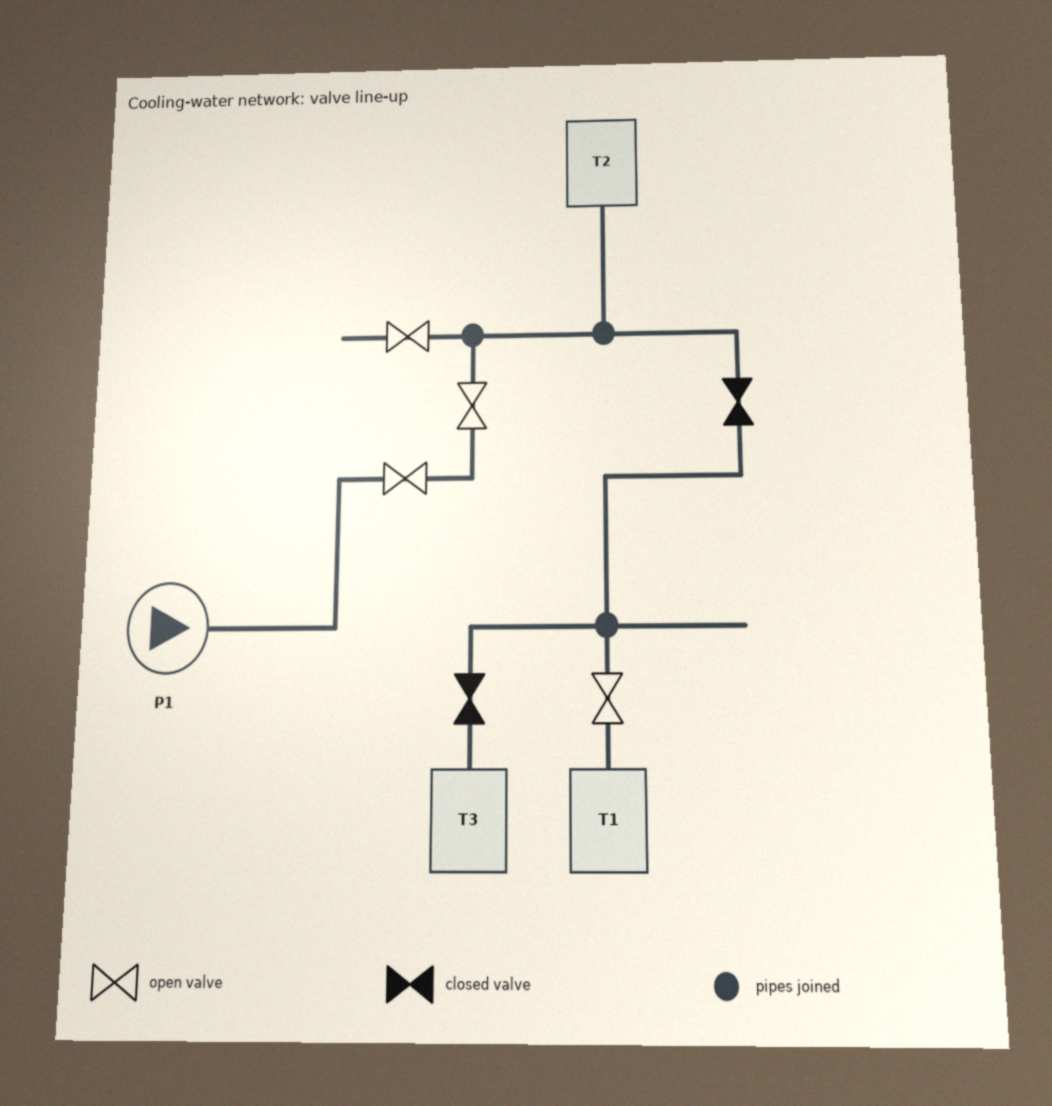 Cooling-water network: valve line-up
T2
P1
T3
T1
open valve
closed valve
pipes joined